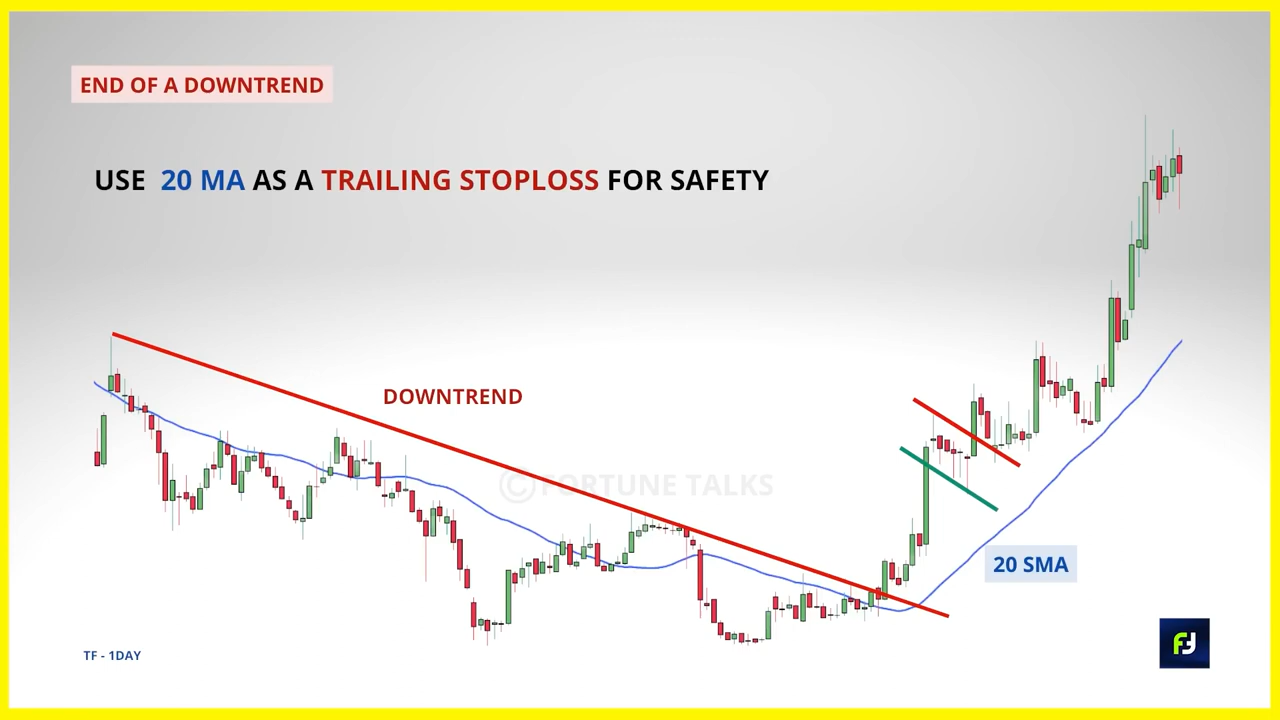 END OF A DOWNTREND
USE 20 MA AS A TRAILING STOPLOSS FOR SAFETY
DOWNTREND
©FORTUNE TALKS
20 SMA
TF - 1DAY